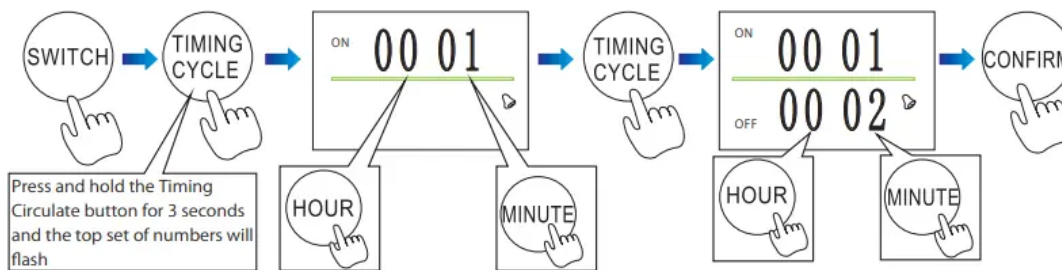 SWITCH
TIMING
CYCLE
ON 00 01
TIMING
CYCLE
ON 00 01
OFF 00 02
CONFIRM
Press and hold the Timing
Circulate button for 3 seconds
and the top set of numbers will
flash
HOUR
MINUTE
HOUR
MINUTE